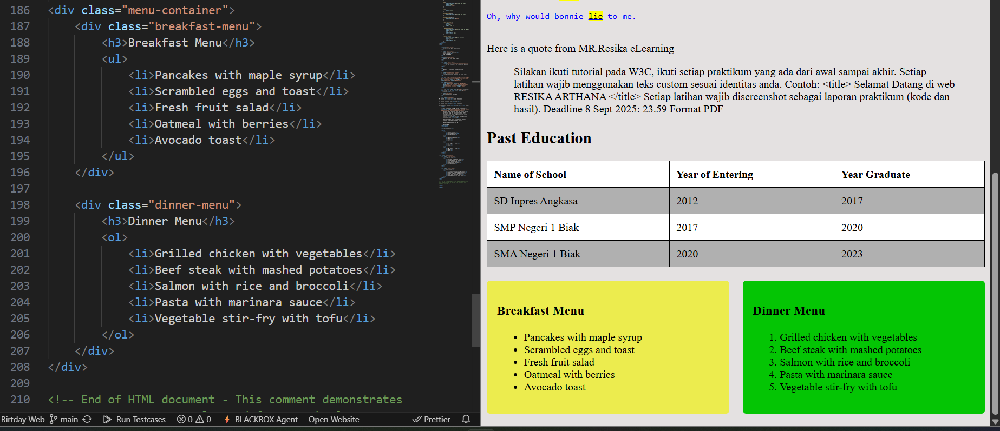 186 <div class="menu-container">
187 <div class="breakfast-menu">
188 <h3>Breakfast Menu</h3>
189 <ul>
190 <li>Pancakes with maple syrup</li>
191 <li>Scrambled eggs and toast</li>
192 <li>Fresh fruit salad</li>
193 <li>Oatmeal with berries</li>
194 <li>Avocado toast</li>
195 </ul>
196 </div>
197
198 <div class="dinner-menu">
199 <h3>Dinner Menu</h3>
200 <ol>
201 <li>Grilled chicken with vegetables</li>
202 <li>Beef steak with mashed potatoes</li>
203 <li>Salmon with rice and broccoli</li>
204 <li>Pasta with marinara sauce</li>
205 <li>Vegetable stir-fry with tofu</li>
206 </ol>
207 </div>
208 </div>
209
210 <!-- End of HTML document - This comment demonstrates
Birtday Web main Run Testcases 0 0 BLACKBOX Agent Open Website Prettier
Oh, why would bonnie lie to me.
Here is a quote from MR.Resika eLearning
Silakan ikuti tutorial pada W3C, ikuti setiap praktikum yang ada dari awal sampai akhir. Setiap
latihan wajib menggunakan teks custom sesuai identitas anda. Contoh: <title> Selamat Datang di web
RESIKA ARTHANA </title> Setiap latihan wajib discreenshot sebagai laporan praktikum (kode dan
hasil). Deadline 8 Sept 2025: 23.59 Format PDF
Past Education
Name of School Year of Entering Year Graduate
SD Inpres Angkasa 2012 2017
SMP Negeri 1 Biak 2017 2020
SMA Negeri 1 Biak 2020 2023
Breakfast Menu
• Pancakes with maple syrup
• Scrambled eggs and toast
• Fresh fruit salad
• Oatmeal with berries
• Avocado toast
Dinner Menu
1. Grilled chicken with vegetables
2. Beef steak with mashed potatoes
3. Salmon with rice and broccoli
4. Pasta with marinara sauce
5. Vegetable stir-fry with tofu